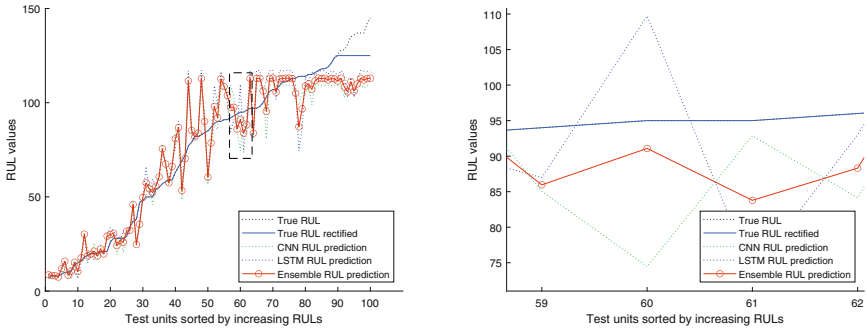 150
100
50
0
RUL values
0 10 20 30 40 50 60 70 80 90 100
Test units sorted by increasing RULs
True RUL
True RUL rectified
CNN RUL prediction
LSTM RUL prediction
Ensemble RUL prediction
110
105
100
95
90
85
80
75
RUL values
59 60 61 62
Test units sorted by increasing RULs
True RUL
True RUL rectified
CNN RUL prediction
LSTM RUL prediction
Ensemble RUL prediction